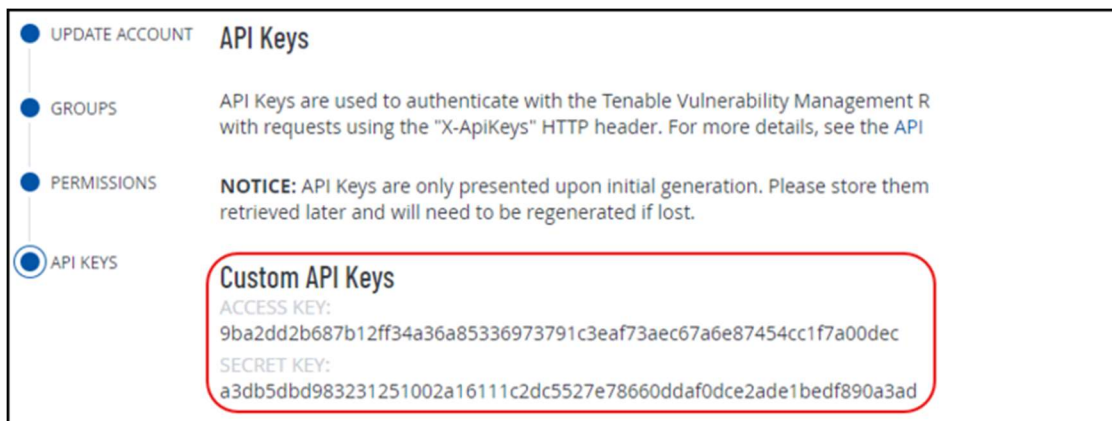 UPDATE ACCOUNT
GROUPS
PERMISSIONS
API KEYS
API Keys
API Keys are used to authenticate with the Tenable Vulnerability Management R
with requests using the "X-ApiKeys" HTTP header. For more details, see the API
NOTICE: API Keys are only presented upon initial generation. Please store them
retrieved later and will need to be regenerated if lost.
Custom API Keys
ACCESS KEY:
9ba2dd2b687b12ff34a36a85336973791c3eaf73aec67a6e87454cc1f7a00dec
SECRET KEY:
a3db5dbd983231251002a16111c2dc5527e78660ddaf0dce2ade1bedf890a3ad